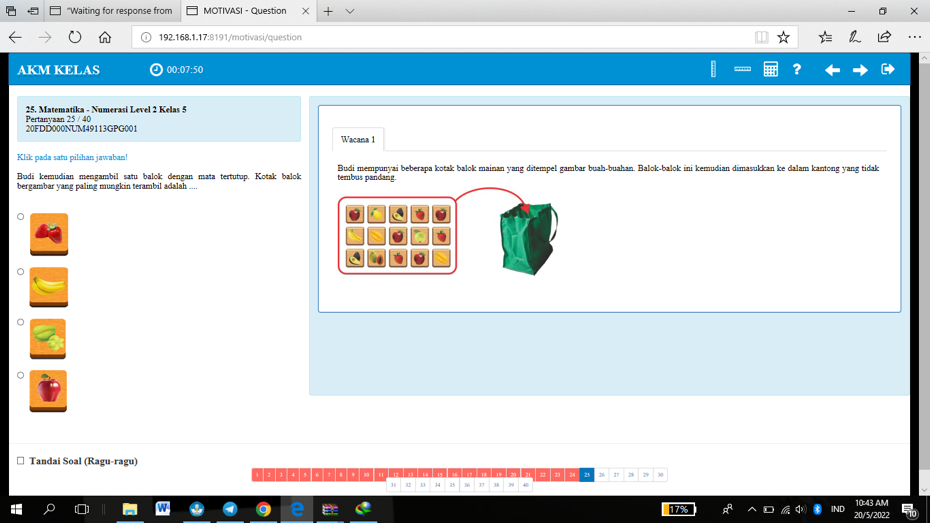 "Waiting for response from
MOTIVASI - Question
192.168.1.17:8191/motivasi/question
AKM KELAS
00:07:50
?
25. Matematika - Numerasi Level 2 Kelas 5
Pertanyaan 25 / 40
20FDD000NUM49113GPG001
Klik pada satu pilihan jawaban!
Budi kemudian mengambil satu balok dengan mata tertutup. Kotak balok
bergambar yang paling mungkin terambil adalah ....
Wacana 1
Budi mempunyai beberapa kotak balok mainan yang ditempel gambar buah-buahan. Balok-balok ini kemudian dimasukkan ke dalam kantong yang tidak
tembus pandang.
Tandai Soal (Ragu-ragu)
1 2 3 4 5 6 7 8 9 10 11 12 13 14 15 16 17 18 19 20 21 22 23 24 25 26 27 28 29 30
31 32 33 34 35 36 37 38 39 40
17%
IND
10:43 AM
20/5/2022
10